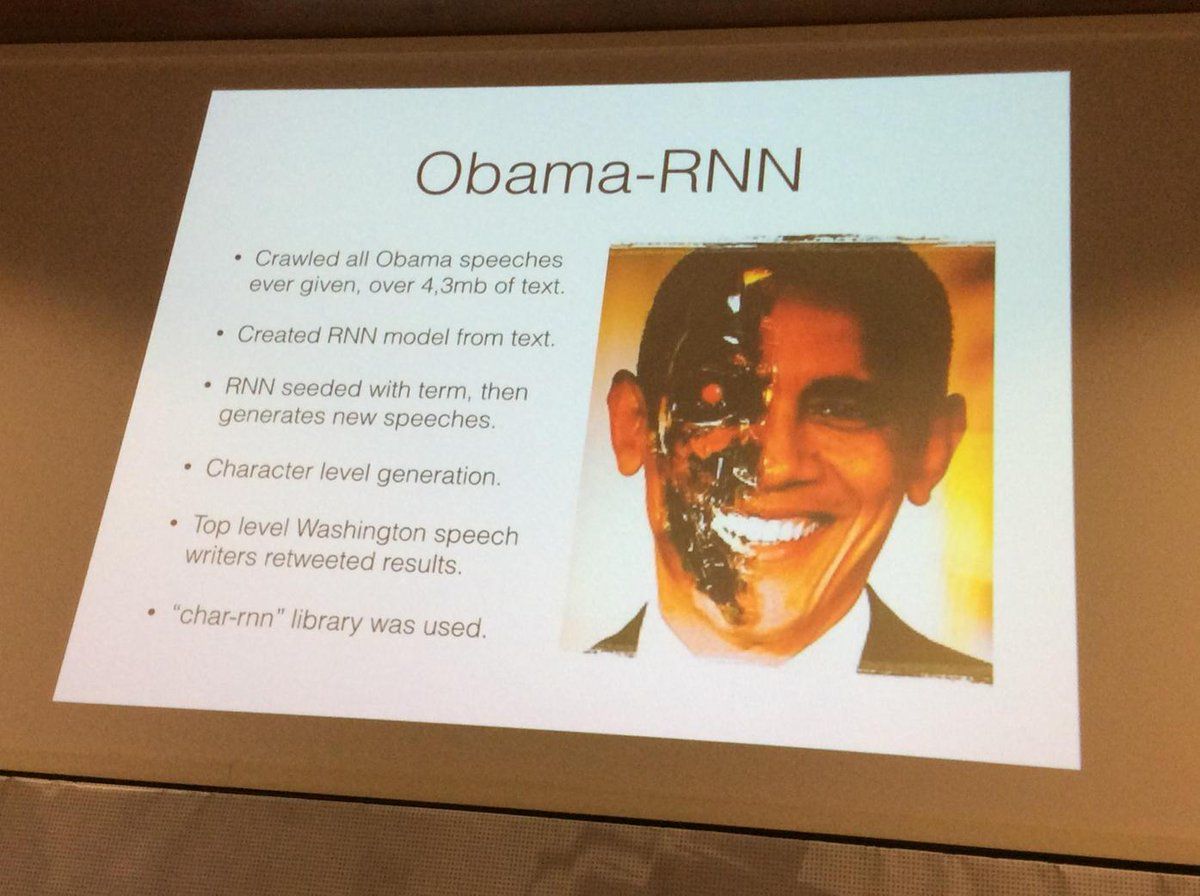 Obama-RNN
• Crawled all Obama speeches
ever given, over 4,3mb of text.
• Created RNN model from text.
• RNN seeded with term, then
generates new speeches.
• Character level generation.
• Top level Washington speech
writers retweeted results.
• “char-rnn” library was used.